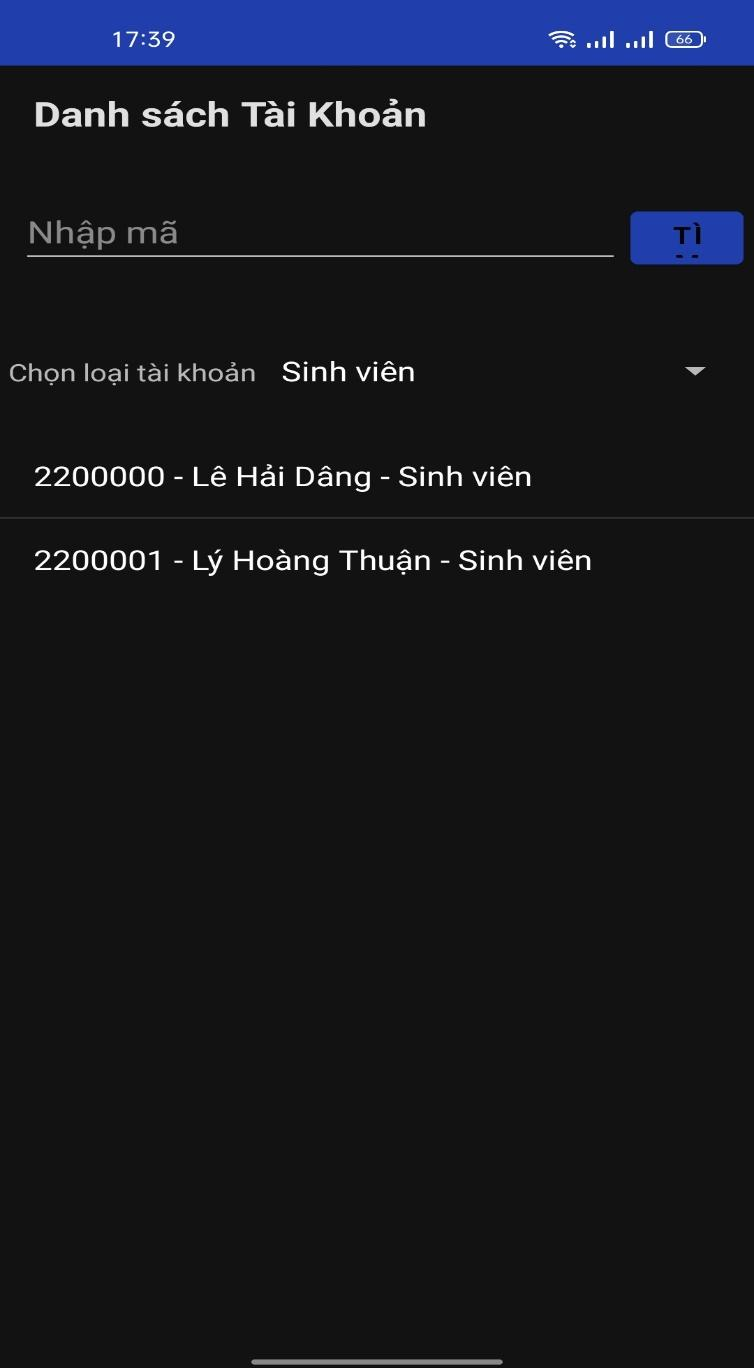 17:39
66
Danh sách Tài Khoản
Nhập mã
TÌ
Chọn loại tài khoản
Sinh viên
2200000 - Lê Hải Dâng - Sinh viên
2200001 - Lý Hoàng Thuận - Sinh viên